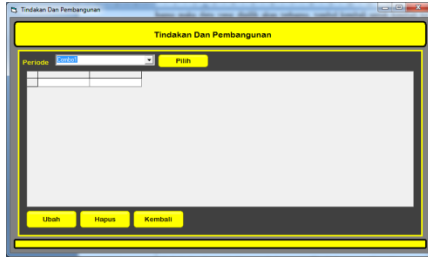 Tindakan Dan Pembangunan
Tindakan Dan Pembangunan
Periode Combo1 Pilih
Ubah Hapus Kembali